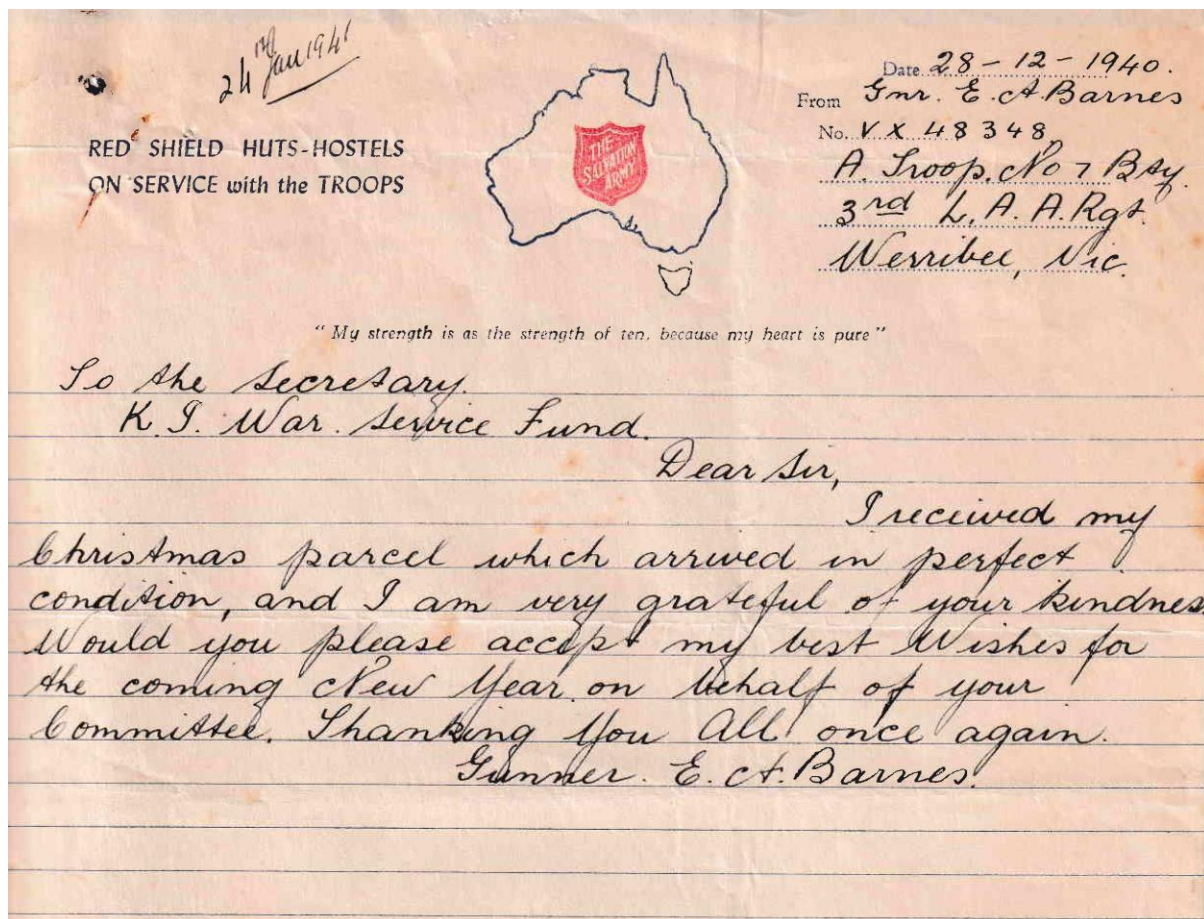 24th Jan 1941
RED SHIELD HUTS-HOSTELS
ON SERVICE with the TROOPS
THE
SALVATION
ARMY
Date 28-12-1940.
From Gnr. E. A. Barnes
No. VX 48348,
A. Troop. No 7 Bty.
3rd L. A. A. Rgt.
Werribee, Vic.
"My strength is as the strength of ten, because my heart is pure"
To the Secretary.
K. I. War. Service Fund.
Dear Sir,
I received my
Christmas parcel which arrived in perfect
condition, and I am very grateful of your kindnes
Would you please accept my best Wishes for
the coming New Year on behalf of your
Committee. Thanking You All once again.
Gunner. E. A. Barnes.